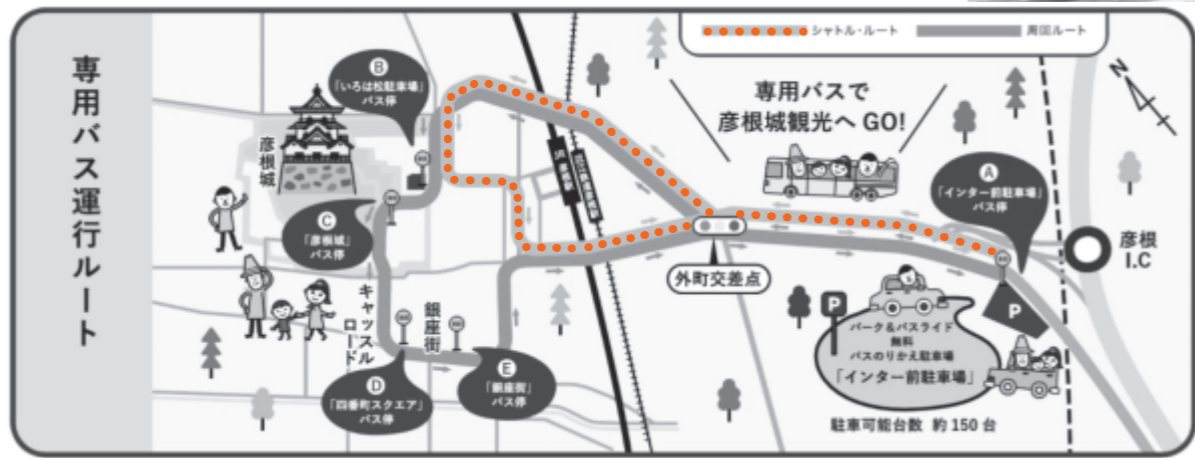 専用バス運行ルート
シャトル・ルート
周回ルート
専用バスで
彦根城観光へ GO!
N
B
「いろは松駐車場」
バス停
彦根城
C
「彦根城」
バス停
キャッスル
ロード
銀座街
D
「四番町スクエア」
バス停
E
「銀座街」
バス停
外町交差点
A
「インター前駐車場」
バス停
彦根
I.C
P
P
パーク&バスライド
無料
バスのりかえ駐車場
「インター前駐車場」
駐車可能台数 約150台